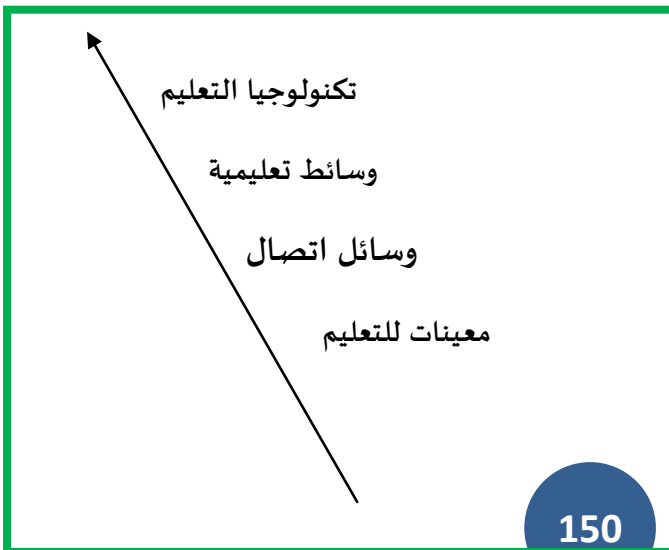 تكنولوجيا التعليم
وسائط تعليمية
وسائل اتصال
معينات للتعليم
150